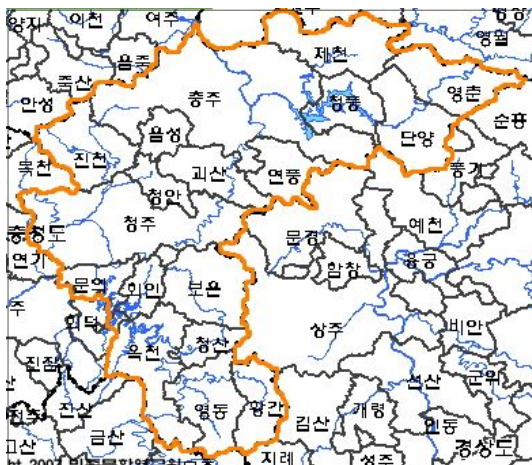 양지
이천
여주
음죽
제천
영월
죽산
충주
청풍
영춘
안성
순흥
음성
단양
목천
진천
괴산
연풍
풍기
청안
청주
예천
충청도
문경
용궁
연기
함창
문의
회인
보은
비안
회덕
상주
옥천
청산
진잠
선산
군위
진산
영동
황간
김산
개령
인동
금산
경상도
지례
성주